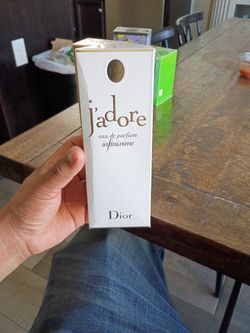 j'adore
eau de parfum
infinissime
Dior